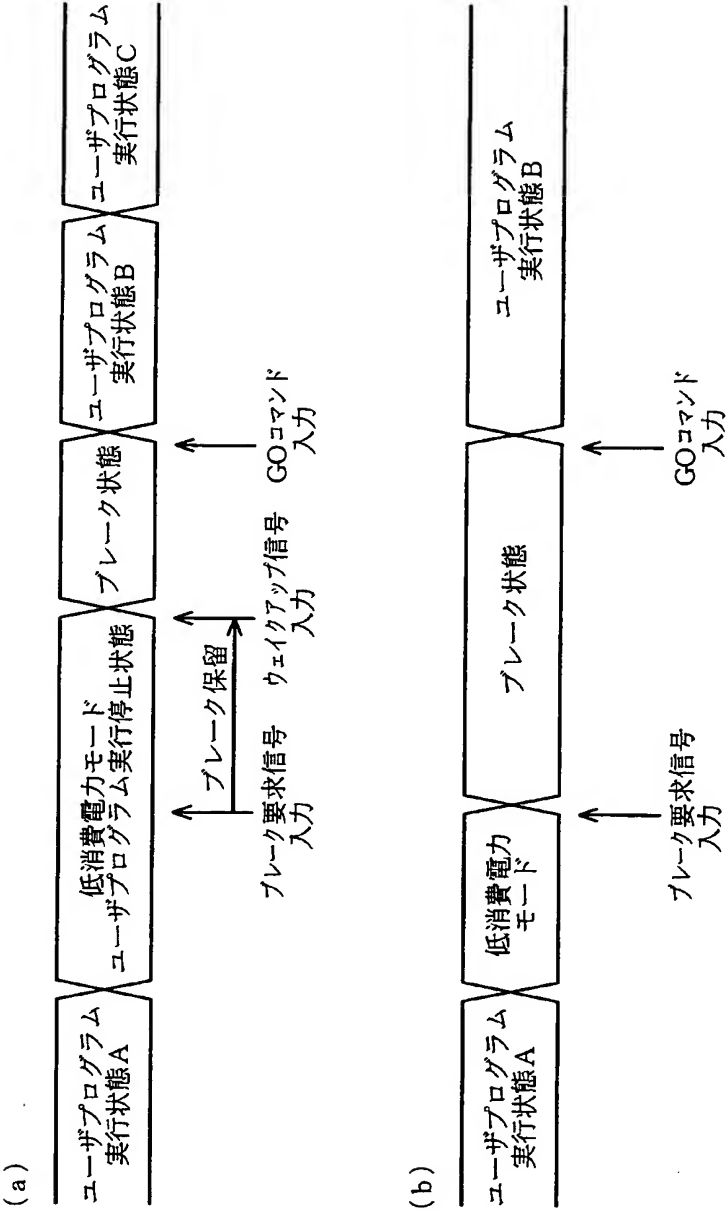 (a)
ユーザプログラム
実行状態A
低消費電力モード
ユーザプログラム実行停止状態
ブレーク状態
ユーザプログラム
実行状態B
ユーザプログラム
実行状態C
ブレーク保留
ブレーク要求信号
入力
ウェイクアップ信号
入力
GOコマンド
入力
(b)
ユーザプログラム
実行状態A
低消費電力
モード
ブレーク状態
ユーザプログラム
実行状態B
ブレーク要求信号
入力
GOコマンド
入力